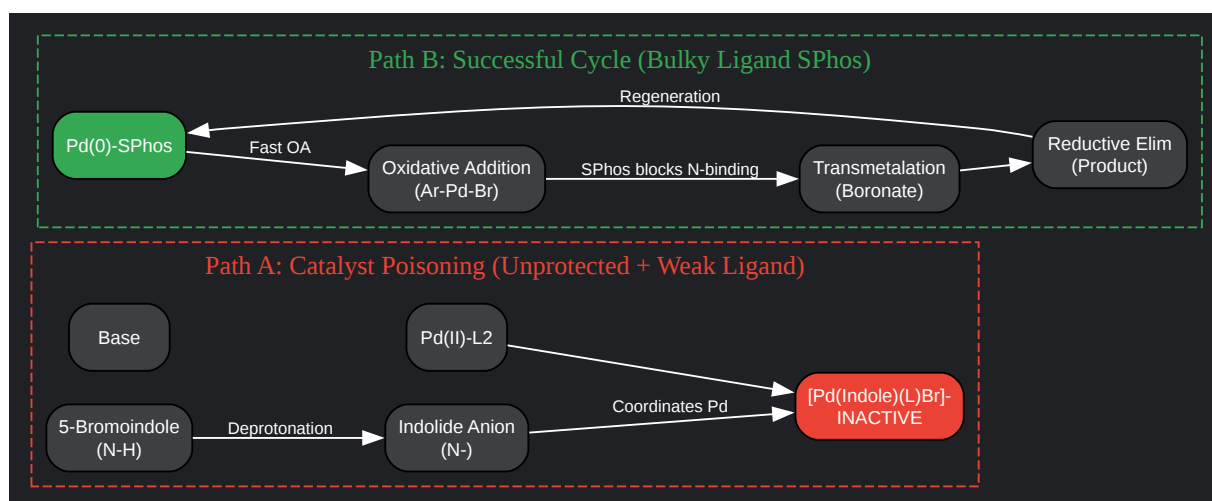 Path B: Successful Cycle (Bulky Ligand SPhos)
Regeneration
Pd(0)-SPhos
Fast OA
Oxidative Addition
(Ar-Pd-Br)
SPhos blocks N-binding
Transmetalation
(Boronate)
Reductive Elim
(Product)
Path A: Catalyst Poisoning (Unprotected + Weak Ligand)
Base
Pd(II)-L2
5-Bromoindole
(N-H)
Deprotonation
Indolide Anion
(N-)
Coordinates Pd
[Pd(Indole)(L)Br]-
INACTIVE